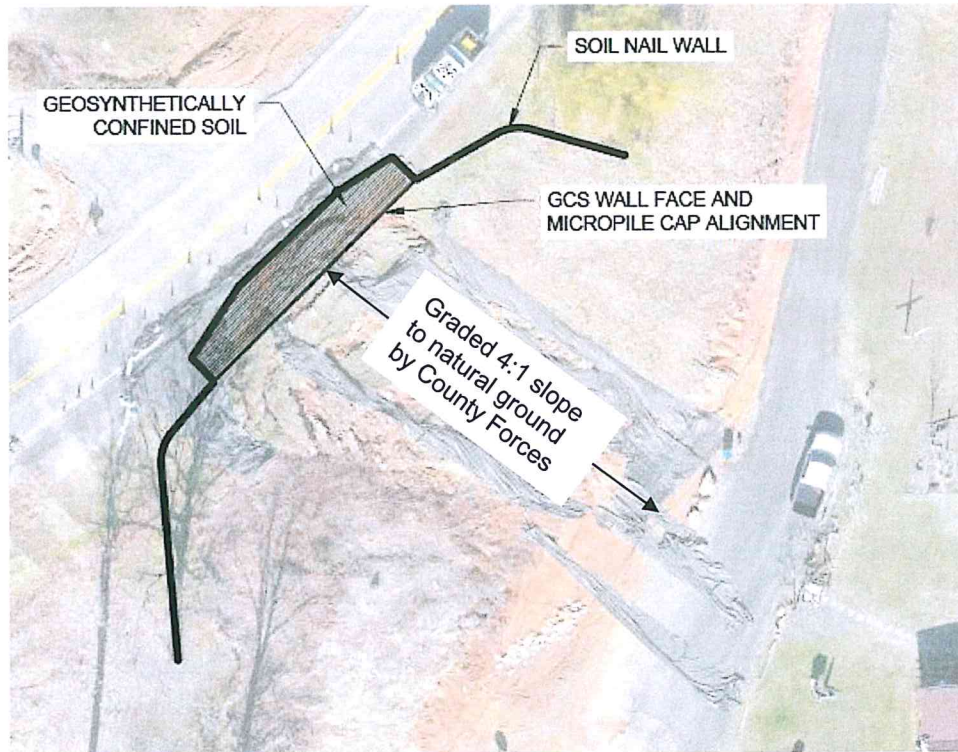 SOIL NAIL WALL
GEOSYNTHETICALLY
CONFINED SOIL
GCS WALL FACE AND
MICROPILE CAP ALIGNMENT
Graded 4:1 slope
to natural ground
by County Forces